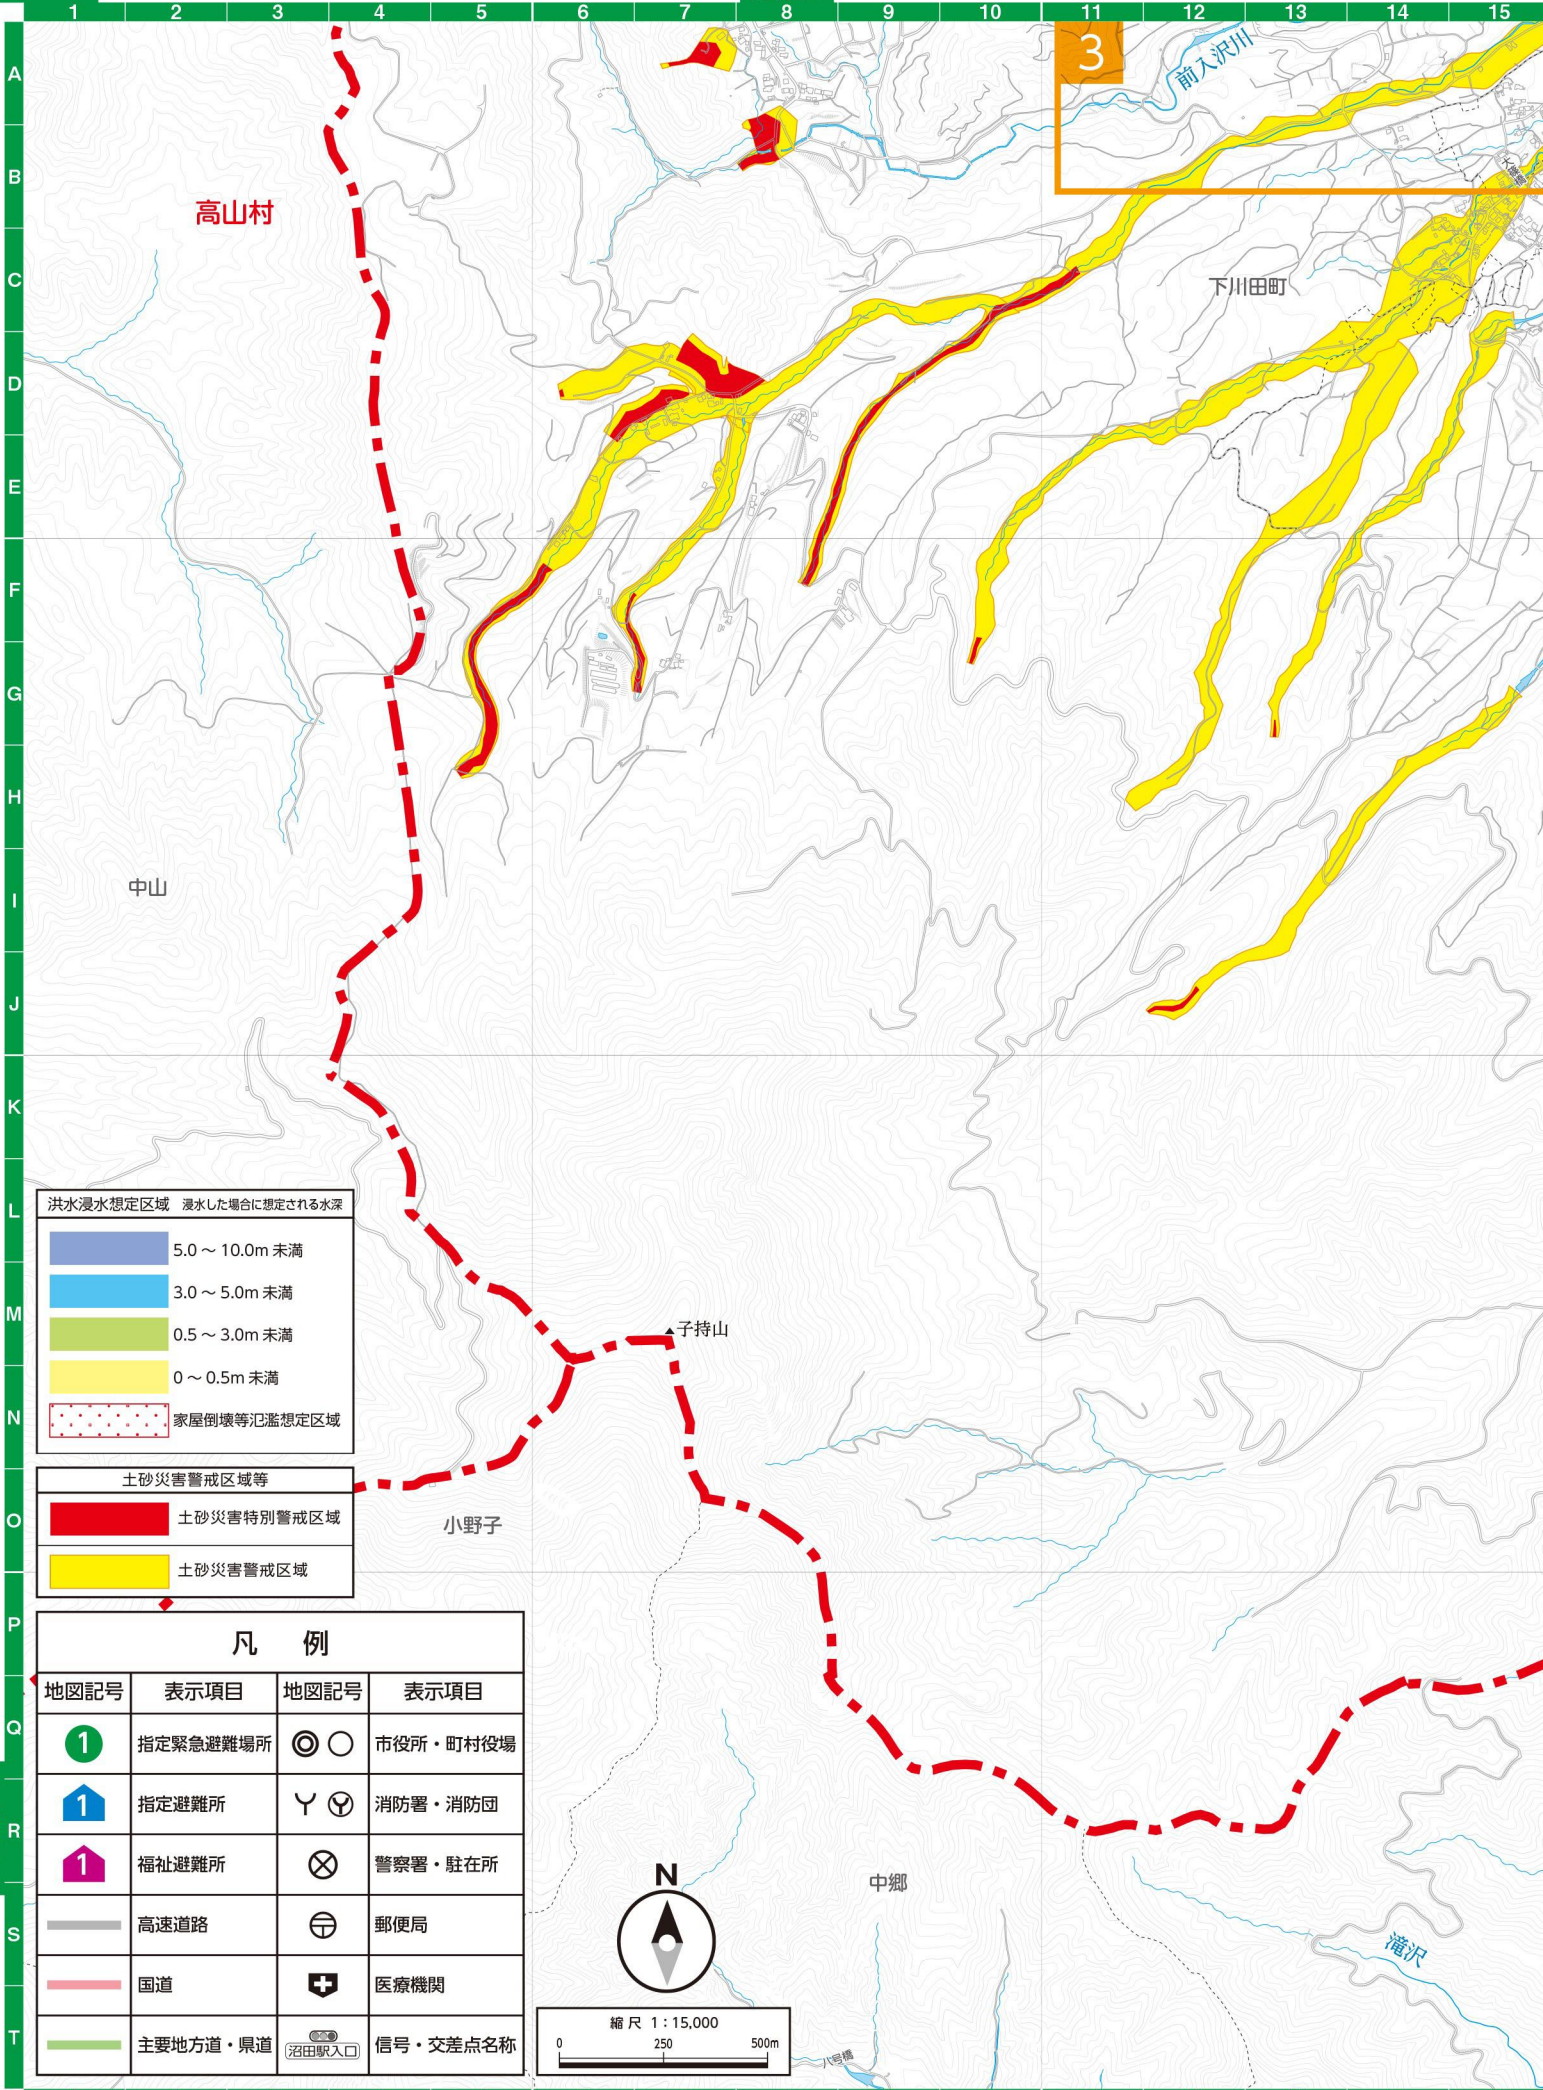 1 2 3 4 5 6 7 8 9 10 11 12 13 14 15
A
B
C
D
E
F
G
H
I
J
K
L
M
N
O
P
Q
R
S
T
3
前入沢川
高山村
下川田町
中山
子持山
小野子
中郷
滝沢
八号橋
洪水浸水想定区域 浸水した場合に想定される水深
5.0～10.0m 未満
3.0～5.0m 未満
0.5～3.0m 未満
0～0.5m 未満
家屋倒壊等氾濫想定区域
土砂災害警戒区域等
土砂災害特別警戒区域
土砂災害警戒区域
凡 例
地図記号 表示項目 地図記号 表示項目
1 指定緊急避難場所 市役所・町村役場
1 指定避難所 消防署・消防団
1 福祉避難所 警察署・駐在所
高速道路 郵便局
国道 医療機関
主要地方道・県道 沼田駅入口 信号・交差点名称
N
縮 尺 1：15,000
0 250 500m